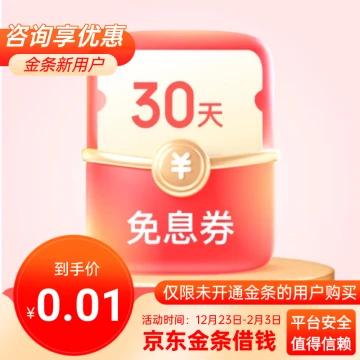 咨询享优惠
金条新用户
30天
¥
免息券
到手价
¥0.01
仅限未开通金条的用户购买
活动时间：12月23日-2月3日
京东金条借钱
平台安全
值得信赖